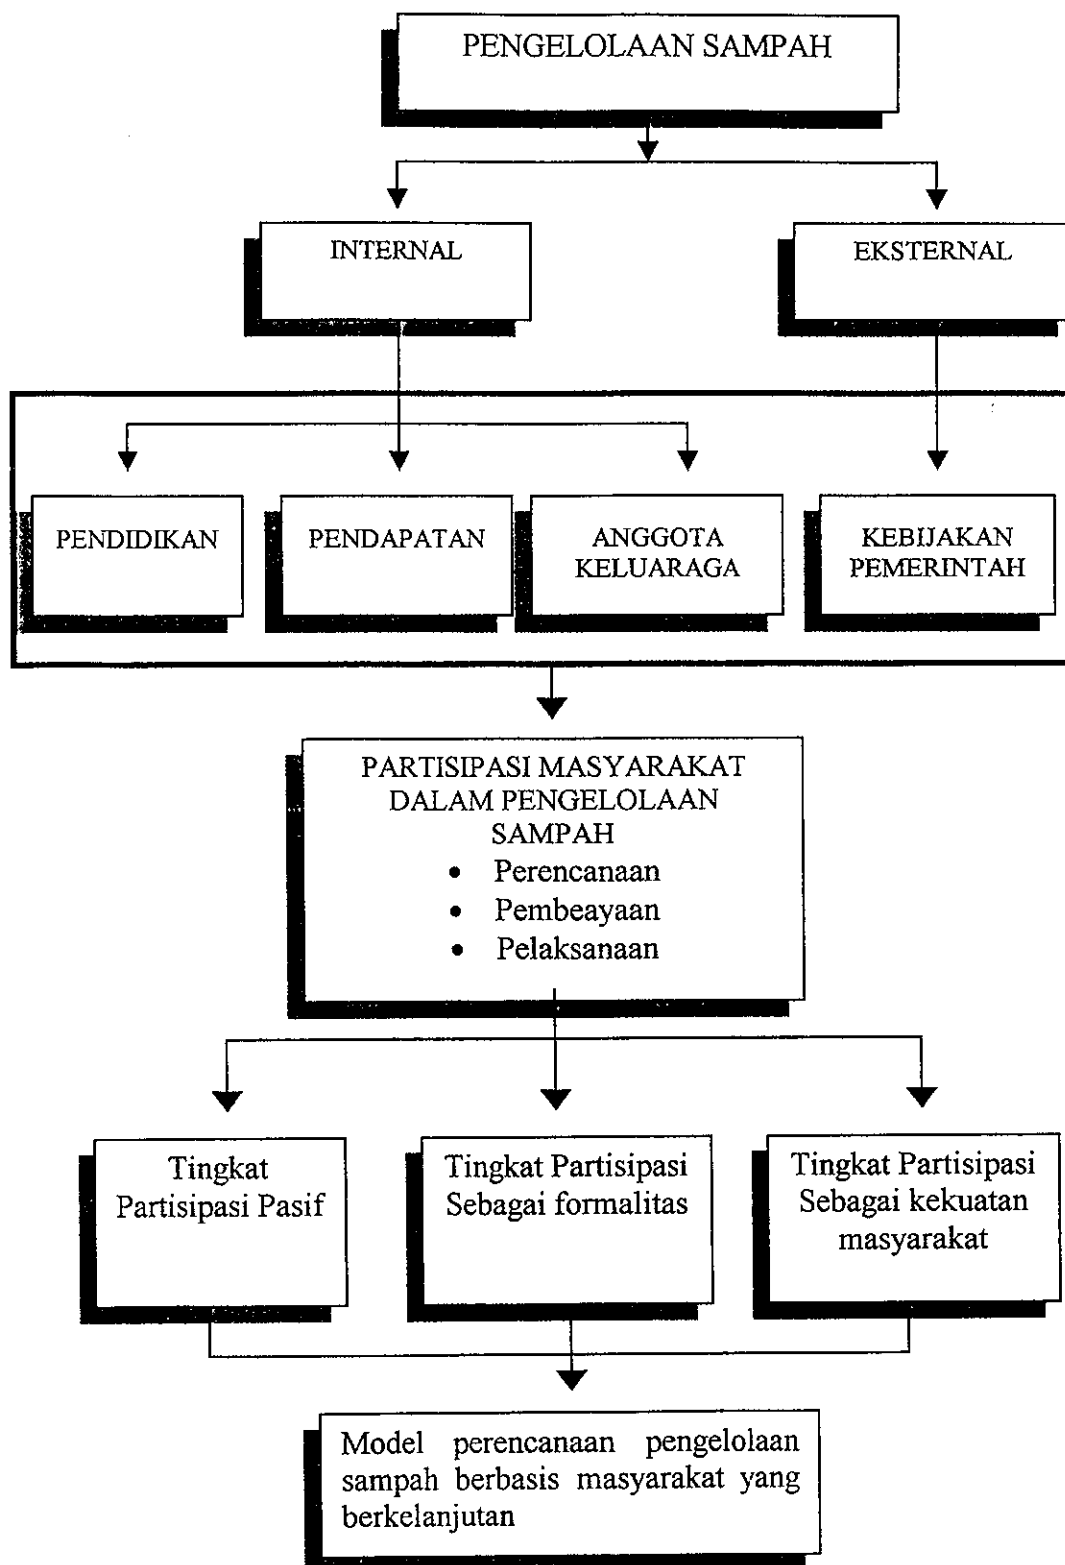 PENGELOLAAN SAMPAH
INTERNAL
EKSTERNAL
PENDIDIKAN
PENDAPATAN
ANGGOTA
KELUARAGA
KEBIJAKAN
PEMERINTAH
PARTISIPASI MASYARAKAT
DALAM PENGELOLAAN
SAMPAH
• Perencanaan
• Pembeayaan
• Pelaksanaan
Tingkat
Partisipasi Pasif
Tingkat Partisipasi
Sebagai formalitas
Tingkat Partisipasi
Sebagai kekuatan
masyarakat
Model perencanaan pengelolaan
sampah berbasis masyarakat yang
berkelanjutan